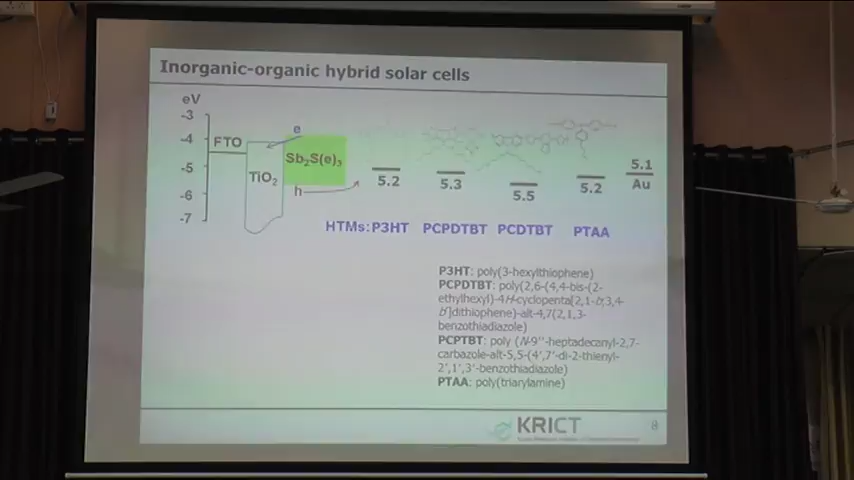 Inorganic-organic hybrid solar cells
eV
-3
-4
-5
-6
-7
FTO
TiO2
e
Sb2S(e)3
h
5.2
5.3
5.5
5.2
5.1
Au
HTMs: P3HT PCPDTBT PCDTBT PTAA
P3HT: poly(3-hexylthiophene)
PCPDTBT: poly(2,6-(4,4-bis-(2-
ethylhexyl)-4H-cyclopenta[2,1-b;3,4-
b']dithiophene)-alt-4,7(2,1,3-
benzothiadiazole)
PCPTBT: poly (N-9''-heptadecanyl-2,7-
carbazole-alt-5,5-(4',7'-di-2-thienyl-
2',1',3'-benzothiadiazole)
PTAA: poly(triarylamine)
KRICT
8